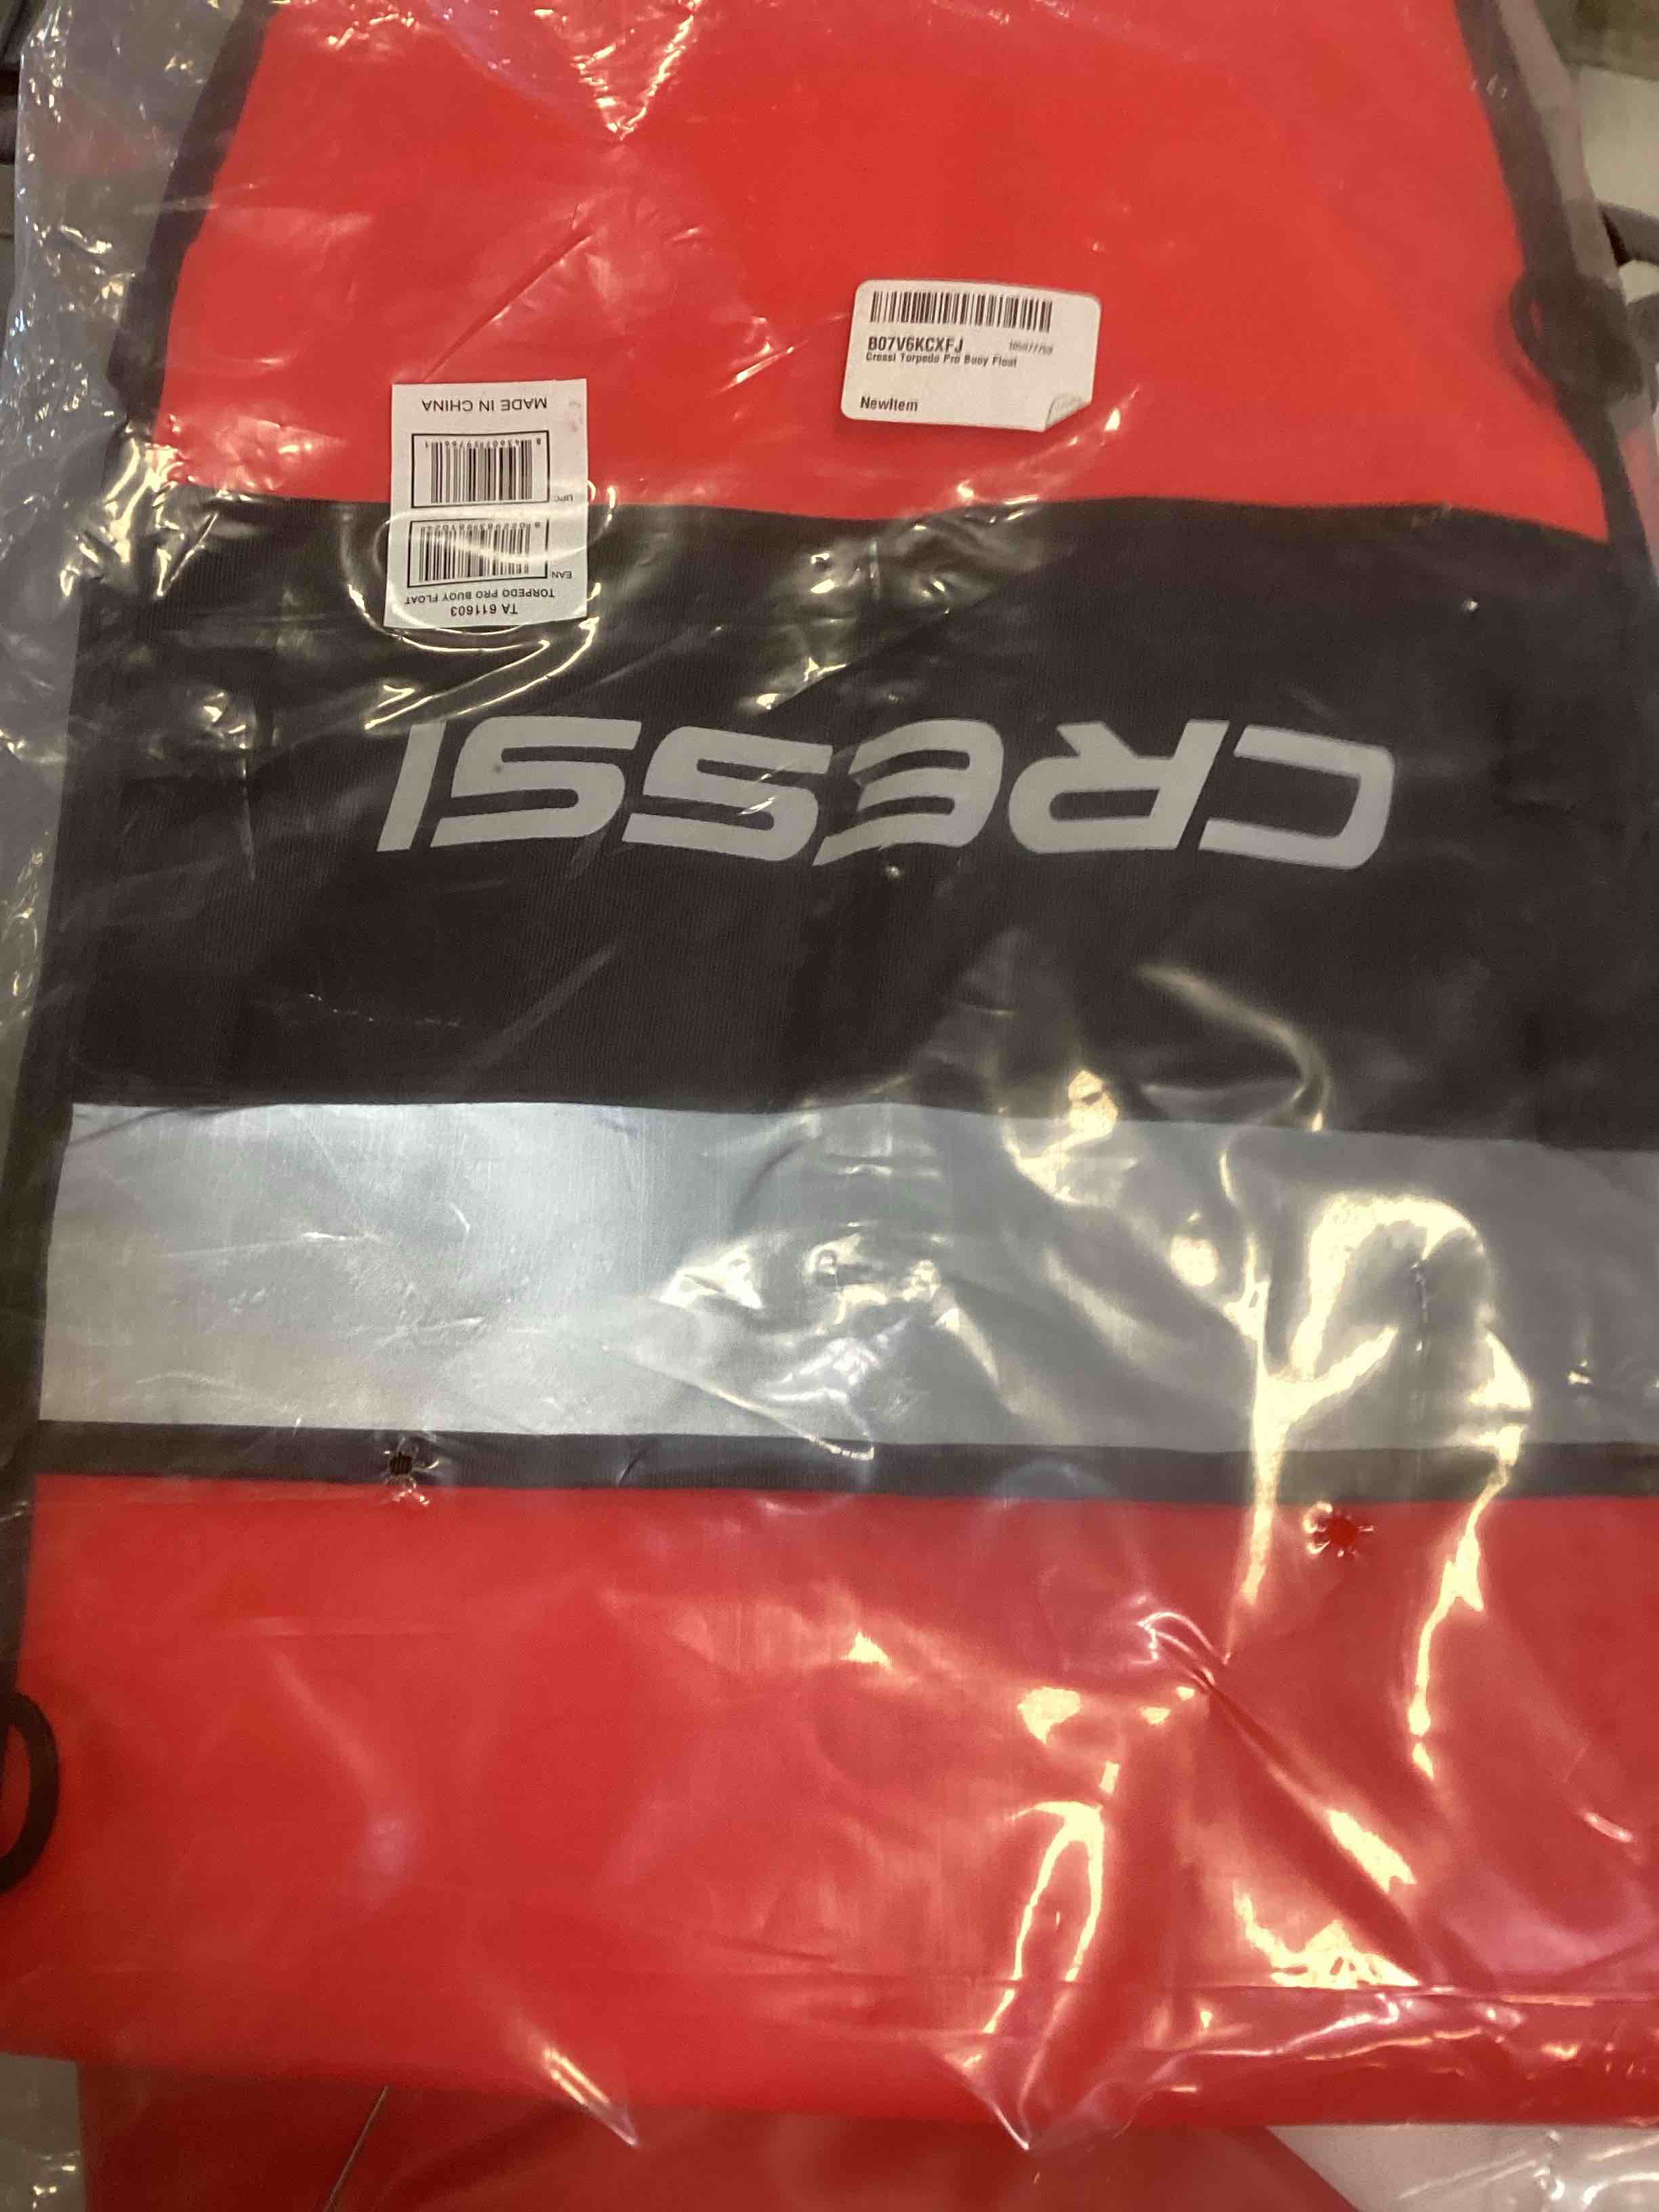 B07V6KCXFJ
Cressi Torpedo Pro Buoy Float
NewItem
TA 611603
TORPEDO PRO BUOY FLOAT
EAN
UPC
MADE IN CHINA
CRESSI